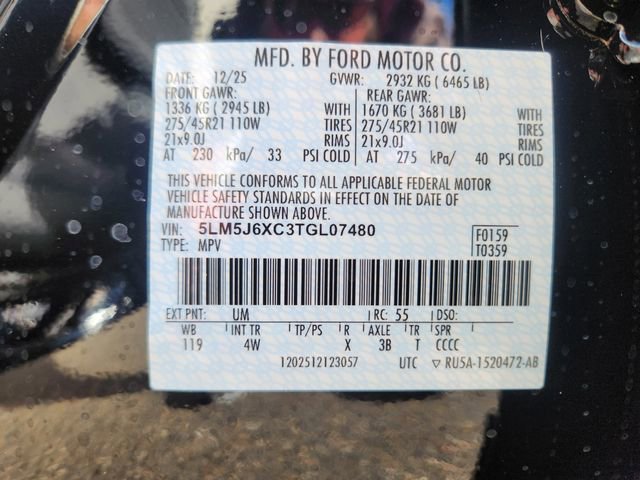 MFD. BY FORD MOTOR CO.
DATE: 12/25 GVWR: 2932 KG ( 6465 LB)
FRONT GAWR: REAR GAWR:
1336 KG ( 2945 LB) WITH 1670 KG ( 3681 LB) WITH
275/45R21 110W TIRES 275/45R21 110W TIRES
21x9.0J RIMS 21x9.0J RIMS
AT 230 kPa/ 33 PSI COLD AT 275 kPa/ 40 PSI COLD
THIS VEHICLE CONFORMS TO ALL APPLICABLE FEDERAL MOTOR
VEHICLE SAFETY STANDARDS IN EFFECT ON THE DATE OF
MANUFACTURE SHOWN ABOVE.
VIN: 5LM5J6XC3TGL07480 F0159
TYPE: MPV T0359
EXT PNT: UM RC: 55 DSO:
WB INT TR TP/PS R AXLE TR SPR
119 4W X 3B T CCCC
1202512123057 UTC ▽ RU5A-1520472-AB